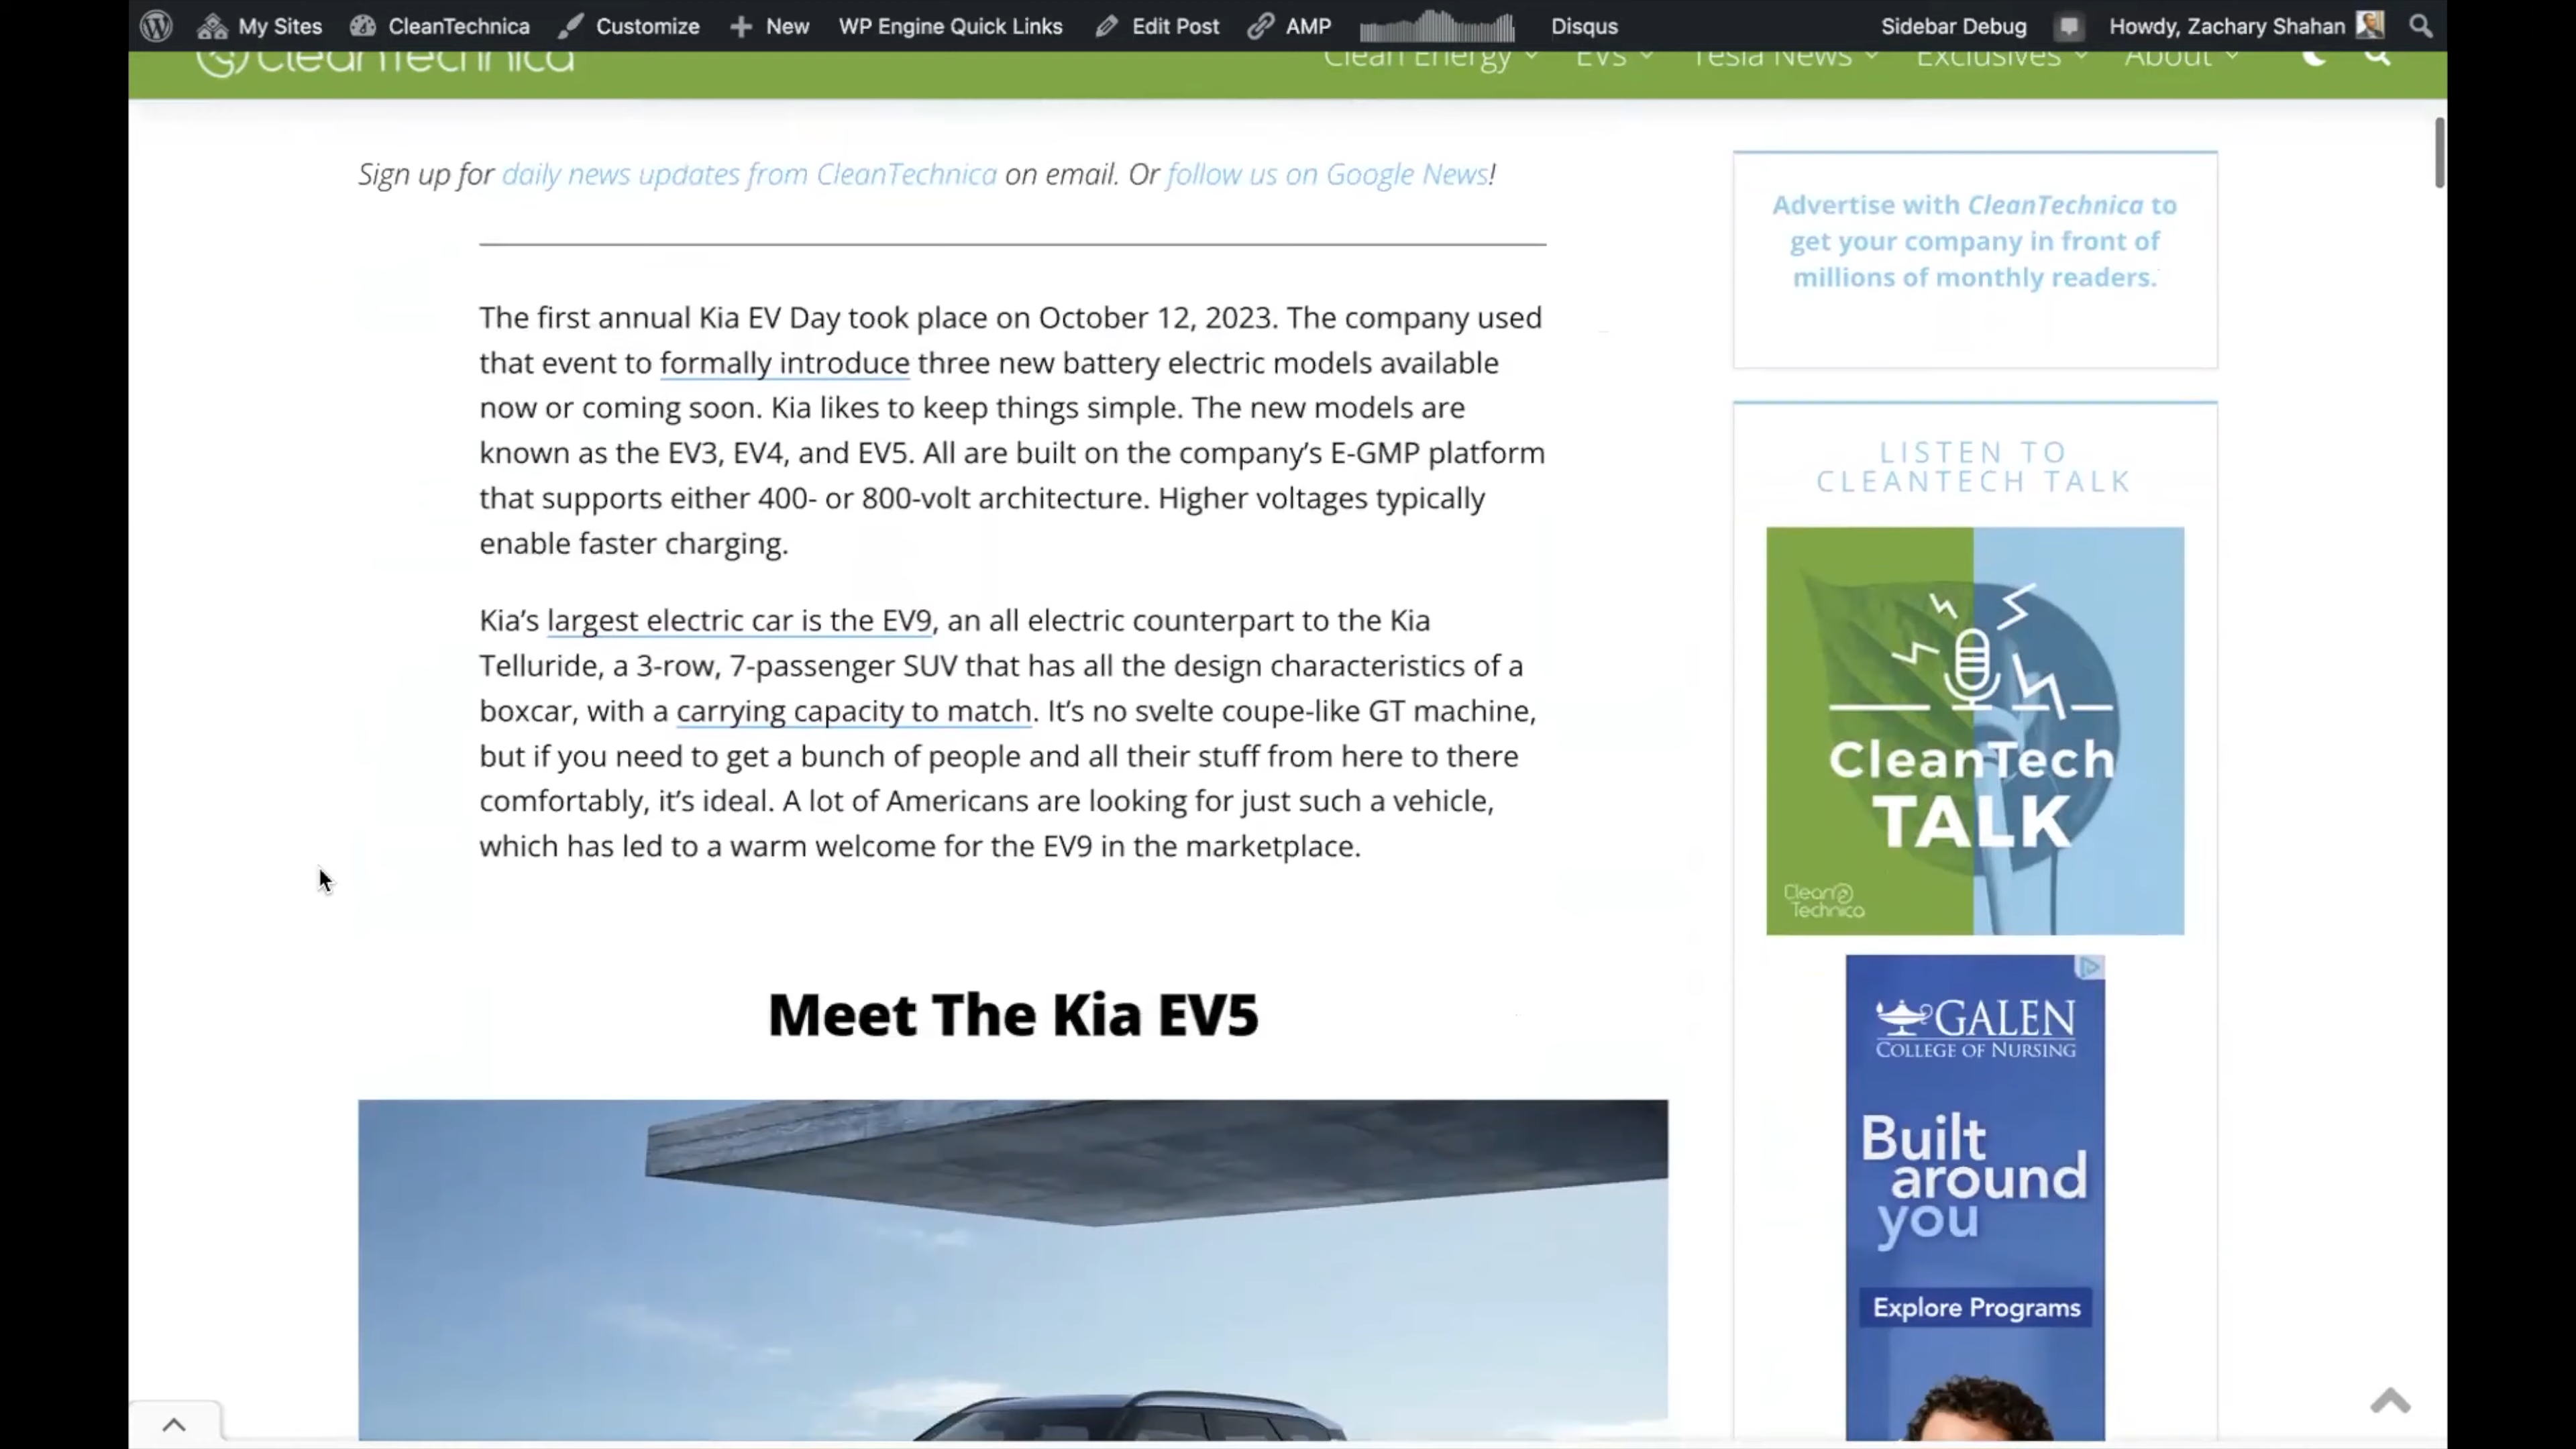 My Sites CleanTechnica Customize New WP Engine Quick Links Edit Post AMP Disqus Sidebar Debug Howdy, Zachary Shahan
CleanTechnica Clean Energy EVs Tesla News Exclusives About
Sign up for daily news updates from CleanTechnica on email. Or follow us on Google News!
The first annual Kia EV Day took place on October 12, 2023. The company used
that event to formally introduce three new battery electric models available
now or coming soon. Kia likes to keep things simple. The new models are
known as the EV3, EV4, and EV5. All are built on the company’s E-GMP platform
that supports either 400- or 800-volt architecture. Higher voltages typically
enable faster charging.
Kia’s largest electric car is the EV9, an all electric counterpart to the Kia
Telluride, a 3-row, 7-passenger SUV that has all the design characteristics of a
boxcar, with a carrying capacity to match. It’s no svelte coupe-like GT machine,
but if you need to get a bunch of people and all their stuff from here to there
comfortably, it’s ideal. A lot of Americans are looking for just such a vehicle,
which has led to a warm welcome for the EV9 in the marketplace.
Meet The Kia EV5
Advertise with CleanTechnica to
get your company in front of
millions of monthly readers.
LISTEN TO
CLEANTECH TALK
CleanTech
TALK
Clean
Technica
GALEN
COLLEGE OF NURSING
Built
around
you
Explore Programs